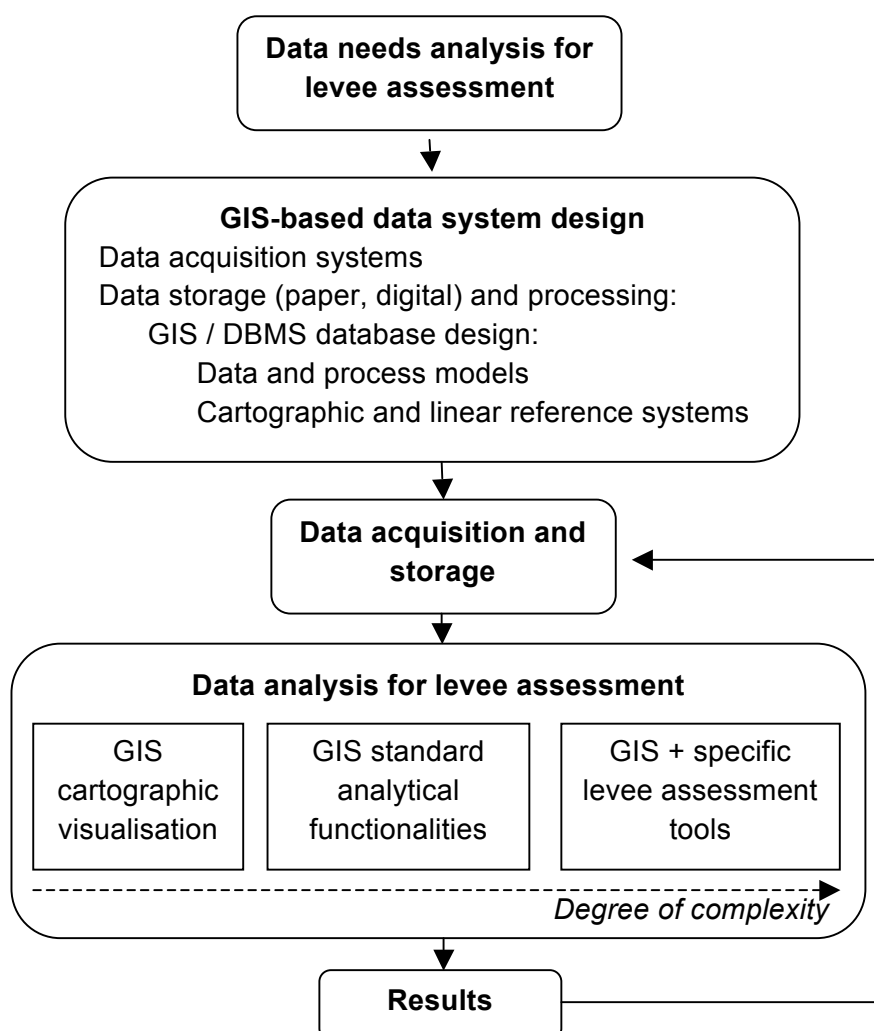 Data needs analysis for
levee assessment
GIS-based data system design
Data acquisition systems
Data storage (paper, digital) and processing:
GIS / DBMS database design:
Data and process models
Cartographic and linear reference systems
Data acquisition and
storage
Data analysis for levee assessment
GIS
cartographic
visualisation
GIS standard
analytical
functionalities
GIS + specific
levee assessment
tools
Degree of complexity
Results